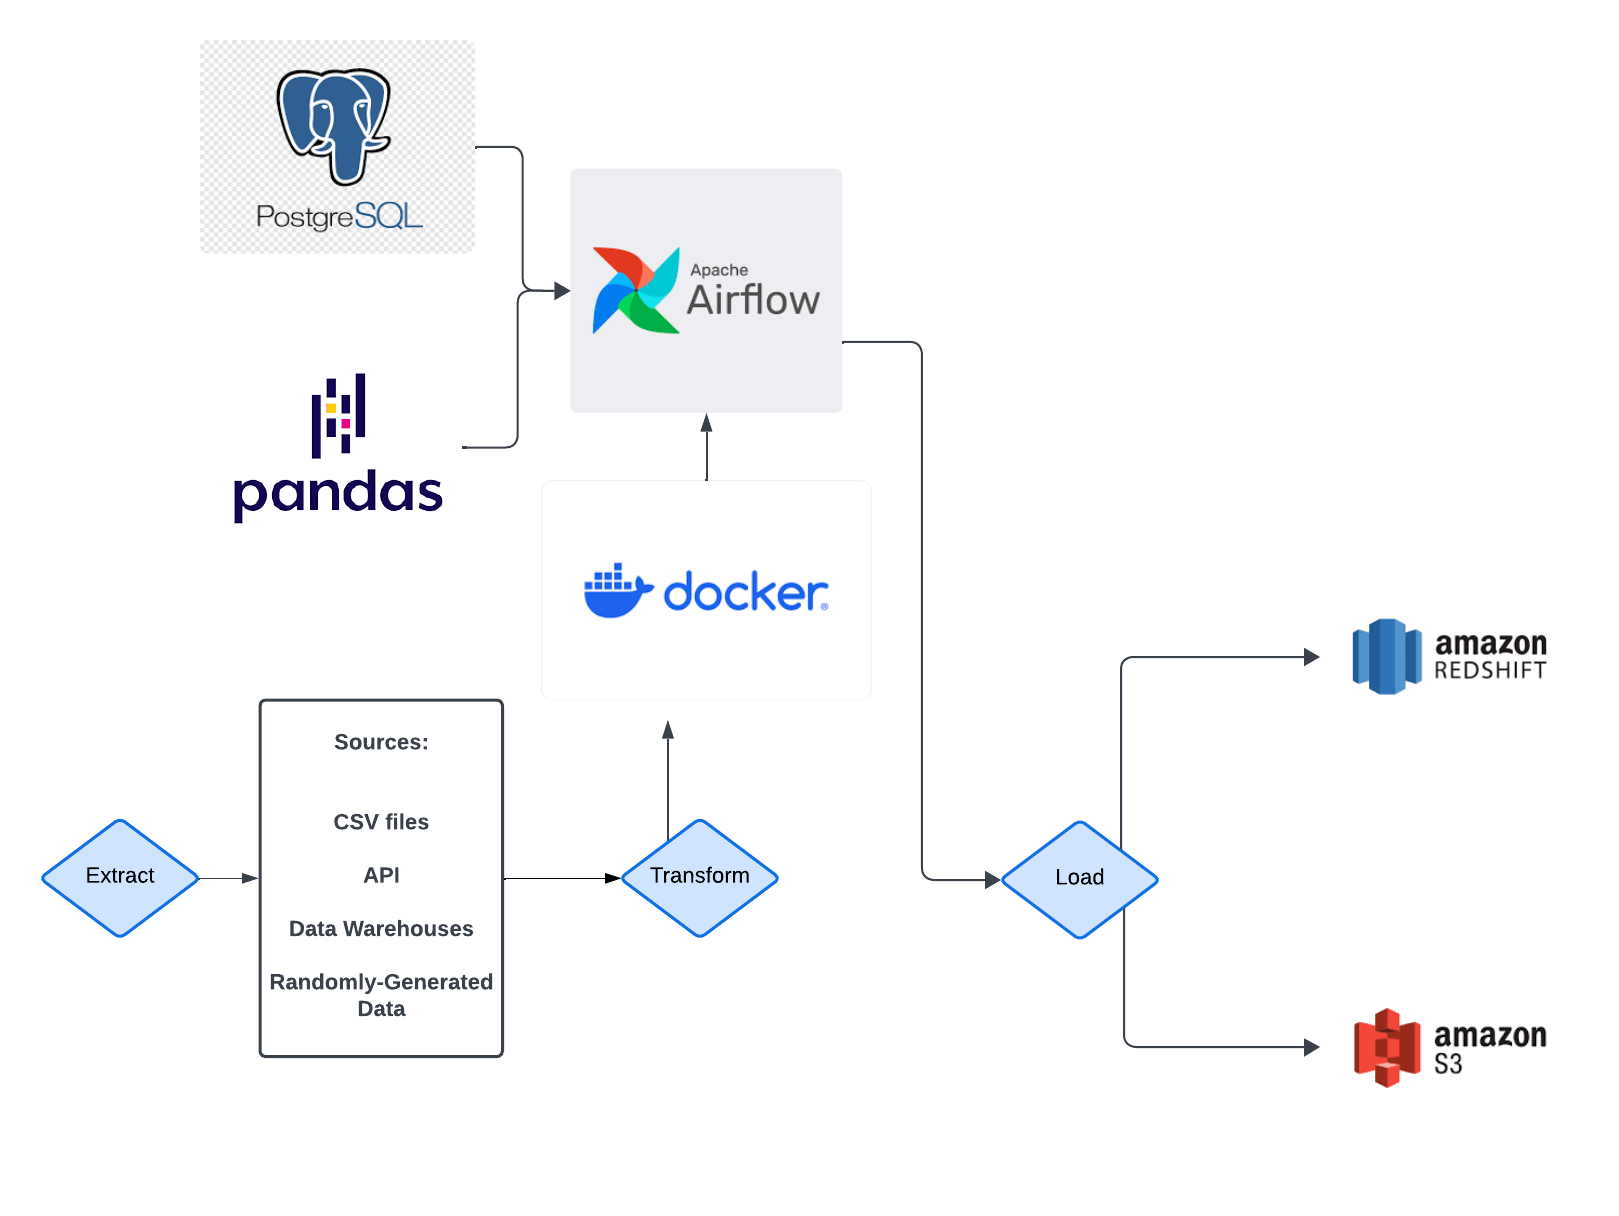 PostgreSQL
Apache
Airflow
pandas
docker®
Sources:
CSV files
API
Data Warehouses
Randomly-Generated
Data
Extract
Transform
Load
amazon
REDSHIFT
amazon
S3